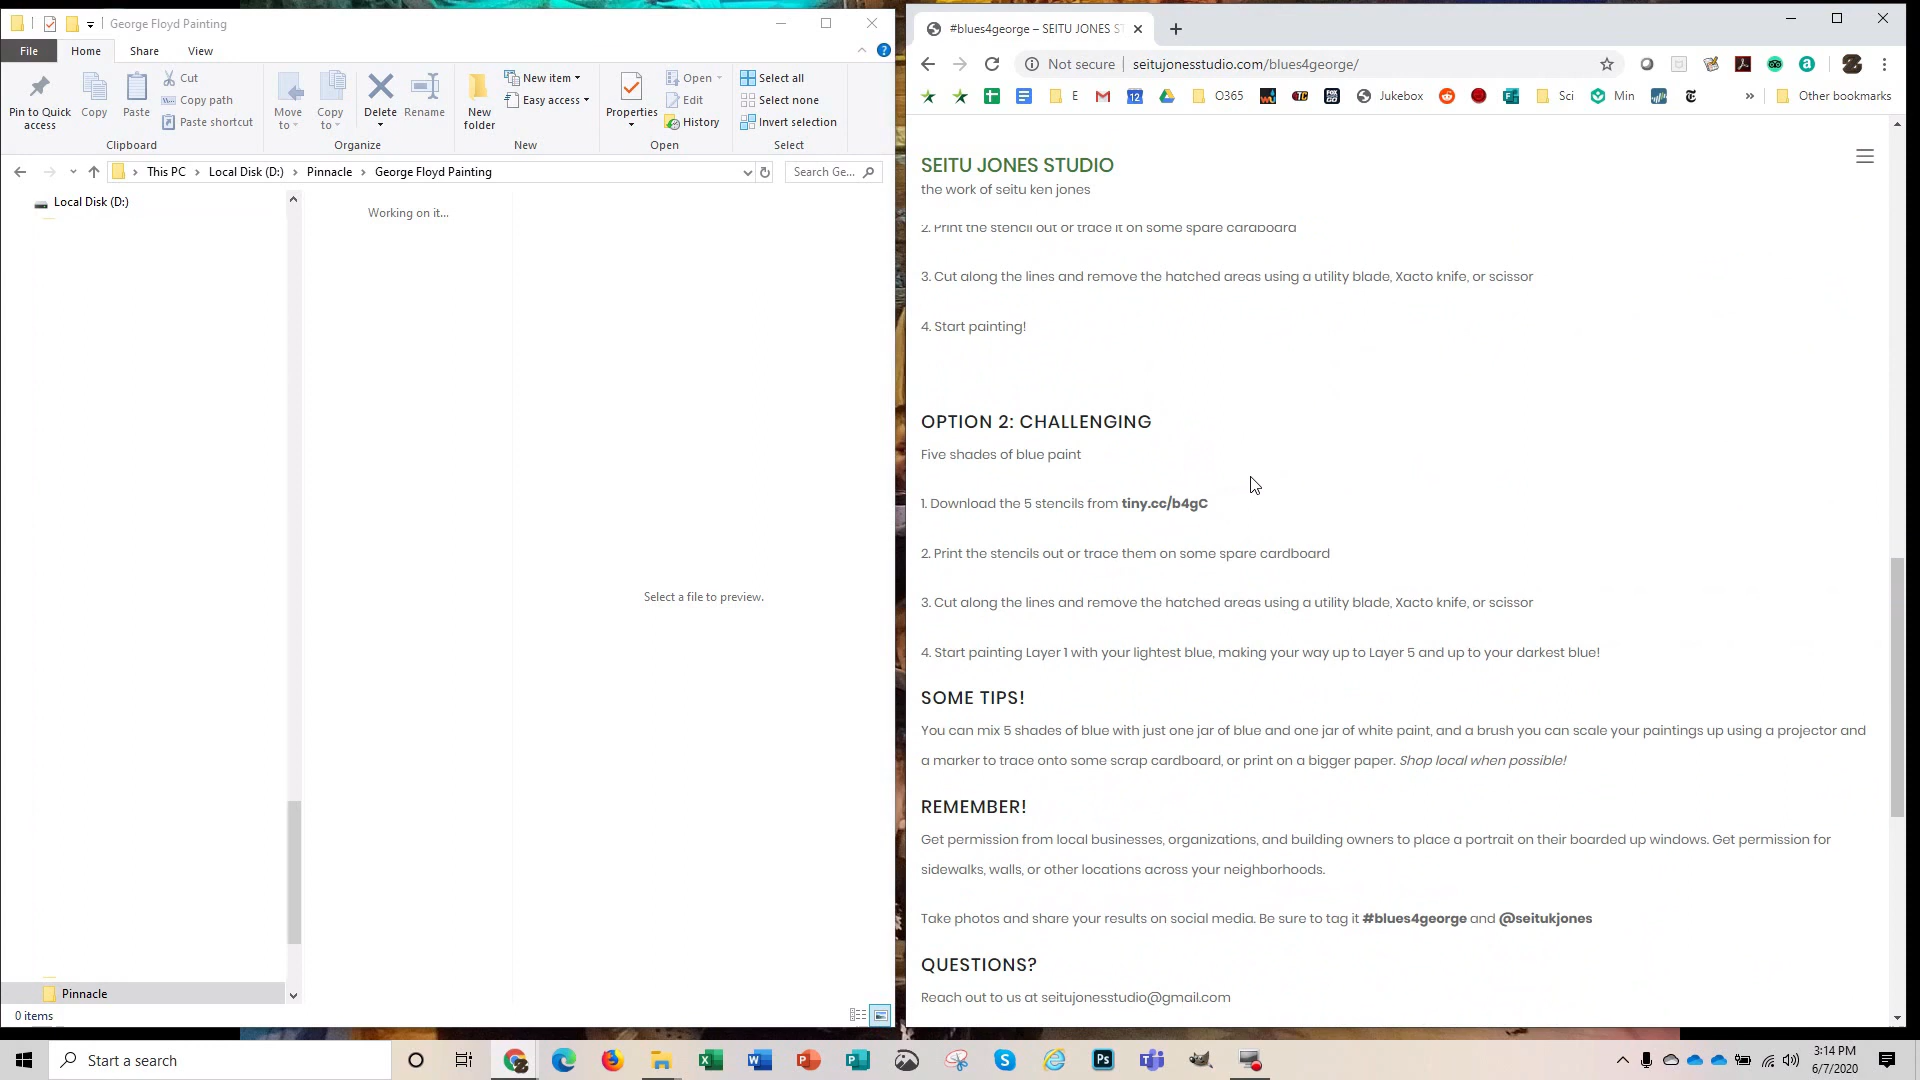 George Floyd Painting
File
Home
Share
View
Pin to Quick access
Copy
Paste
Cut
Copy path
Paste shortcut
Clipboard
Move to
Copy to
Delete
Rename
Organize
New folder
New item
Easy access
New
Properties
Open
Edit
History
Open
Select all
Select none
Invert selection
Select
This PC
Local Disk (D:)
Pinnacle
George Floyd Painting
Search Ge...
Local Disk (D:)
Working on it...
Select a file to preview.
Pinnacle
0 items
#blues4george – SEITU JONES ST
Not secure
seitujonesstudio.com/blues4george/
E
O365
Jukebox
Sci
Min
»
Other bookmarks
SEITU JONES STUDIO
the work of seitu ken jones
2. Print the stencil out or trace it on some spare cardboard
3. Cut along the lines and remove the hatched areas using a utility blade, Xacto knife, or scissor
4. Start painting!
OPTION 2: CHALLENGING
Five shades of blue paint
1. Download the 5 stencils from tiny.cc/b4gC
2. Print the stencils out or trace them on some spare cardboard
3. Cut along the lines and remove the hatched areas using a utility blade, Xacto knife, or scissor
4. Start painting Layer 1 with your lightest blue, making your way up to Layer 5 and up to your darkest blue!
SOME TIPS!
You can mix 5 shades of blue with just one jar of blue and one jar of white paint, and a brush you can scale your paintings up using a projector and
a marker to trace onto some scrap cardboard, or print on a bigger paper. Shop local when possible!
REMEMBER!
Get permission from local businesses, organizations, and building owners to place a portrait on their boarded up windows. Get permission for
sidewalks, walls, or other locations across your neighborhoods.
Take photos and share your results on social media. Be sure to tag it #blues4george and @seitukjones
QUESTIONS?
Reach out to us at seitujonesstudio@gmail.com
Start a search
3:14 PM
6/7/2020